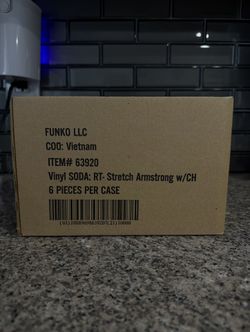 FUNKO LLC
COO: Vietnam
ITEM# 63920
Vinyl SODA: RT- Stretch Armstrong w/CH
6 PIECES PER CASE